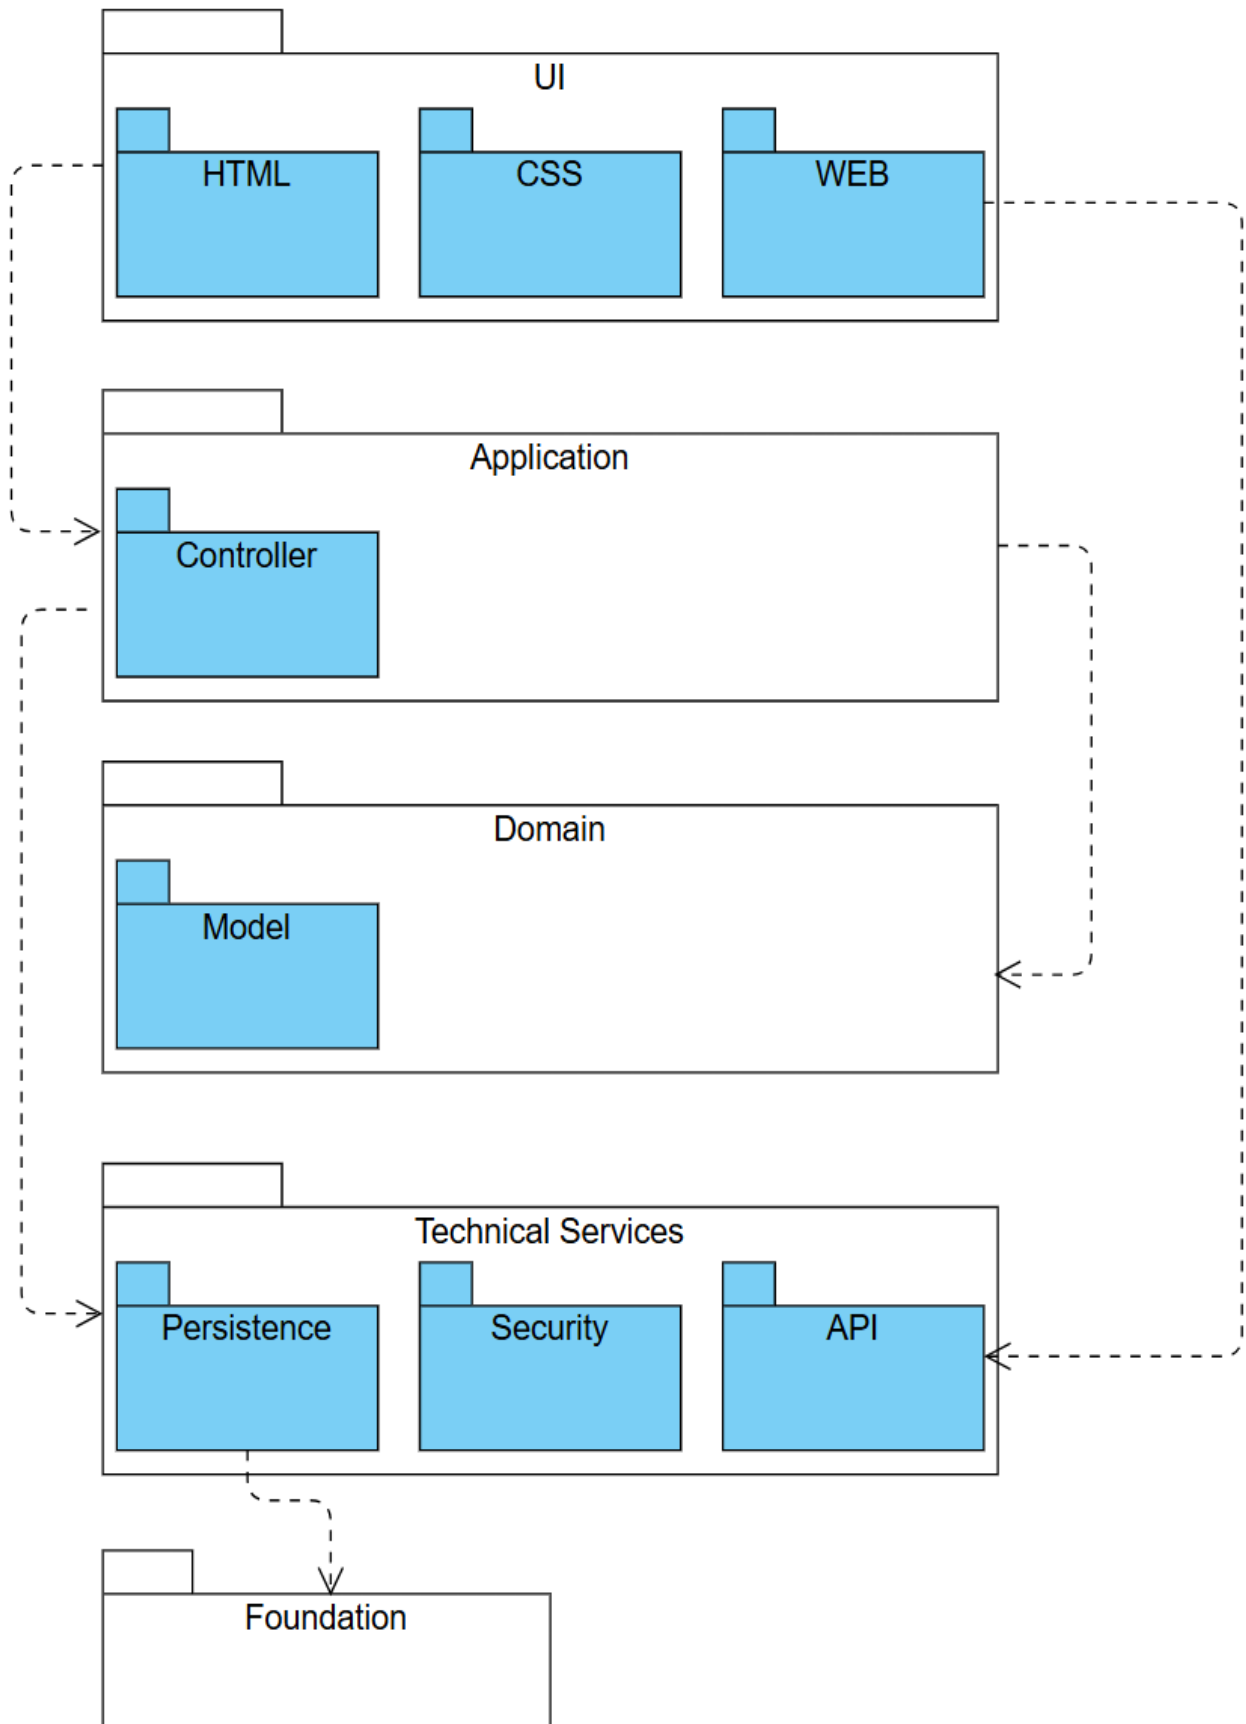 UI
HTML
CSS
WEB
Application
Controller
Domain
Model
Technical Services
Persistence
Security
API
Foundation